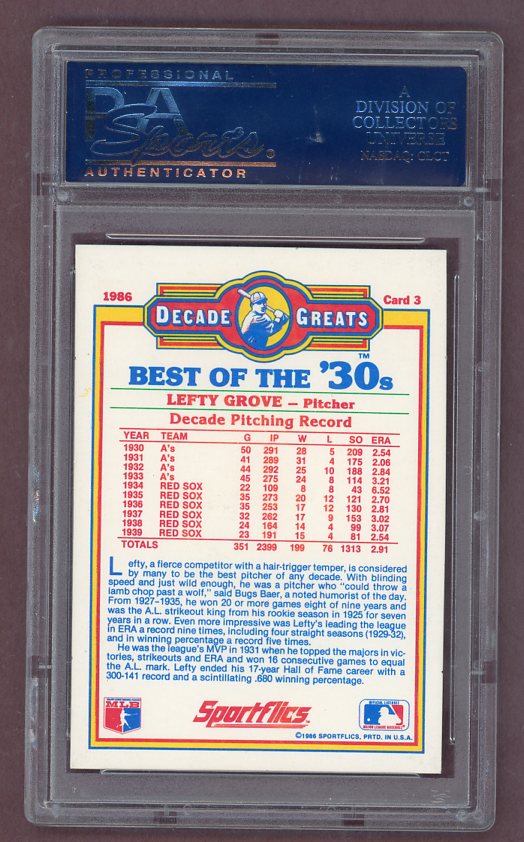 PROFESSIONAL
PSA
Sports
AUTHENTICATOR
A
DIVISION OF
COLLECTORS
UNIVERSE
NASDAQ: CLCT
1986
Card 3
DECADE GREATS
BEST OF THE '30s™
LEFTY GROVE — Pitcher
Decade Pitching Record
YEAR TEAM G IP W L SO ERA
1930 A's 50 291 28 5 209 2.54
1931 A's 41 289 31 4 175 2.06
1932 A's 44 292 25 10 188 2.84
1933 A's 45 275 24 8 114 3.21
1934 RED SOX 22 109 8 8 43 6.52
1935 RED SOX 35 273 20 12 121 2.70
1936 RED SOX 35 253 17 12 130 2.81
1937 RED SOX 32 262 17 9 153 3.02
1938 RED SOX 24 164 14 4 99 3.07
1939 RED SOX 23 191 15 4 81 2.54
TOTALS 351 2399 199 76 1313 2.91
Lefty, a fierce competitor with a hair-trigger temper, is considered
by many to be the best pitcher of any decade. With blinding
speed and just wild enough, he was a pitcher who "could throw a
lamb chop past a wolf," said Bugs Baer, a noted humorist of the day.
From 1927-1935, he won 20 or more games eight of nine years and
was the A.L. strikeout king from his rookie season in 1925 for seven
years in a row. Even more impressive was Lefty's leading the league
in ERA a record nine times, including four straight seasons (1929-32),
and in winning percentage a record five times.
He was the league's MVP in 1931 when he topped the majors in vic-
tories, strikeouts and ERA and won 16 consecutive games to equal
the A.L. mark. Lefty ended his 17-year Hall of Fame career with a
300-141 record and a scintillating .680 winning percentage.
MLB
Sportflics
MAJOR LEAGUE BASEBALL
©1986 SPORTFLICS, PRTD. IN U.S.A.